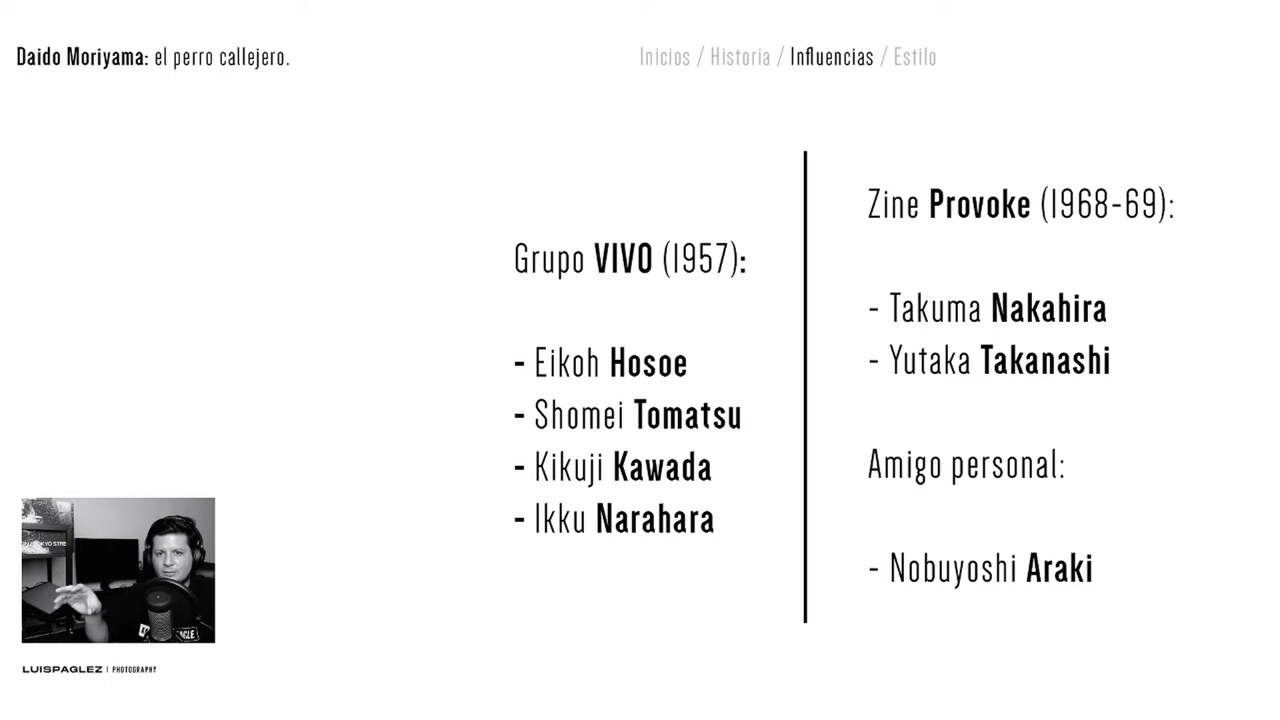 Daido Moriyama: el perro callejero.
Inicios / Historia / Influencias / Estilo
Grupo VIVO (1957):
- Eikoh Hosoe
- Shomei Tomatsu
- Kikuji Kawada
- Ikku Narahara
Zine Provoke (1968-69):
- Takuma Nakahira
- Yutaka Takanashi
Amigo personal:
- Nobuyoshi Araki
LUISPAGLEZ | PHOTOGRAPHY